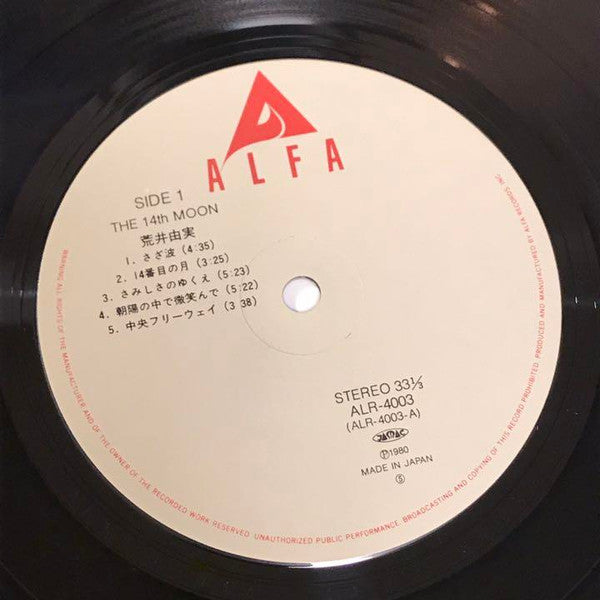 ALFA
SIDE 1
THE 14th MOON
荒井由実
1. さざ波 (4:35)
2. 14番目の月 (3:25)
3. さみしさのゆくえ (5:23)
4. 朝陽の中で微笑んで (5:22)
5. 中央フリーウェイ (3:38)
STEREO 33⅓
ALR-4003
(ALR-4003-A)
JASRAC
Ⓟ1980
MADE IN JAPAN
Ⓢ
WARNING: ALL RIGHTS OF THE MANUFACTURER AND OF THE OWNER OF THE RECORDED WORK RESERVED. UNAUTHORIZED PUBLIC PERFORMANCE, BROADCASTING AND COPYING OF THIS RECORD PROHIBITED. PRODUCED AND MANUFACTURED BY ALFA RECORDS, INC.